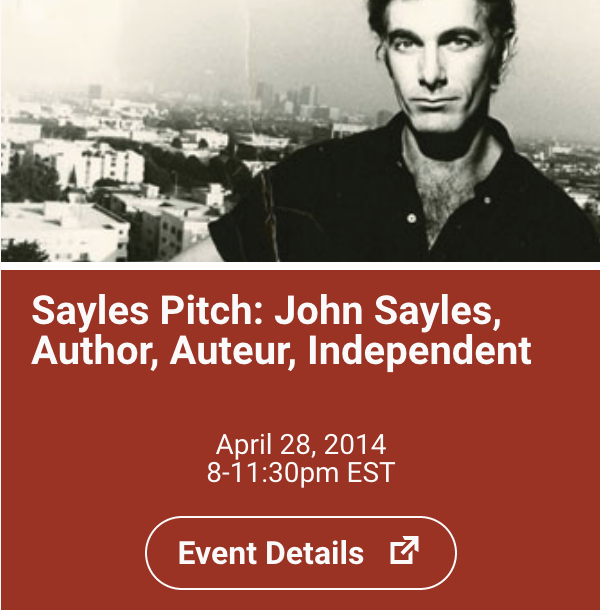 Sayles Pitch: John Sayles,
Author, Auteur, Independent
April 28, 2014
8-11:30pm EST
Event Details